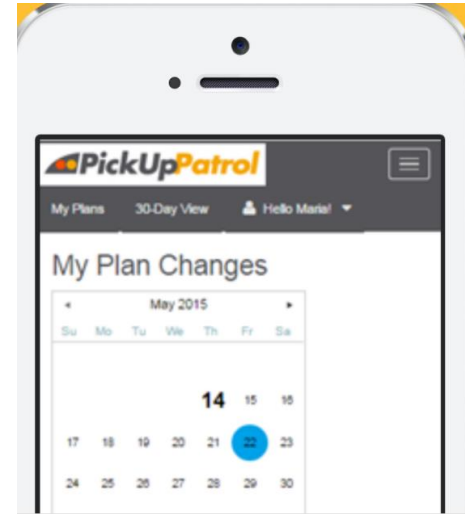 PickUpPatrol
My Plans 30-Day View Hello Maria!
My Plan Changes
May 2015
Su Mo Tu We Th Fr Sa
14 15 16
17 18 19 20 21 22 23
24 25 26 27 28 29 30